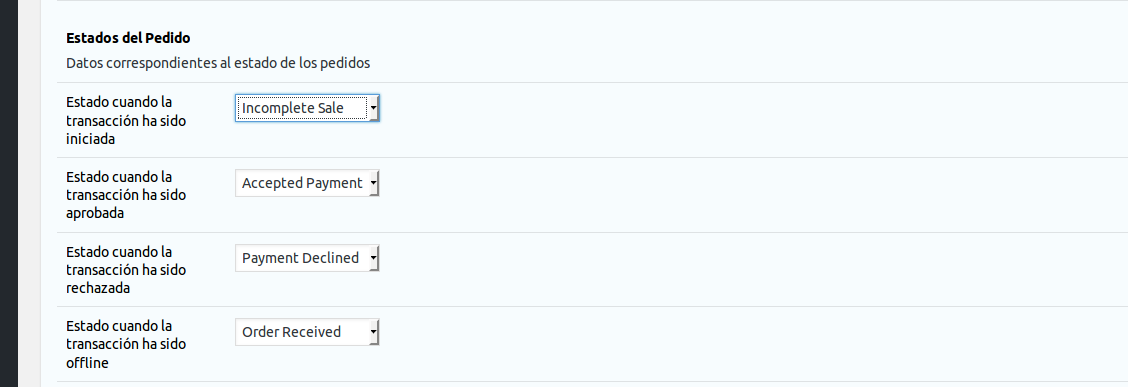 Estados del Pedido
Datos correspondientes al estado de los pedidos
Estado cuando la
transacción ha sido
iniciada
Incomplete Sale
Estado cuando la
transacción ha sido
aprobada
Accepted Payment
Estado cuando la
transacción ha sido
rechazada
Payment Declined
Estado cuando la
transacción ha sido
offline
Order Received